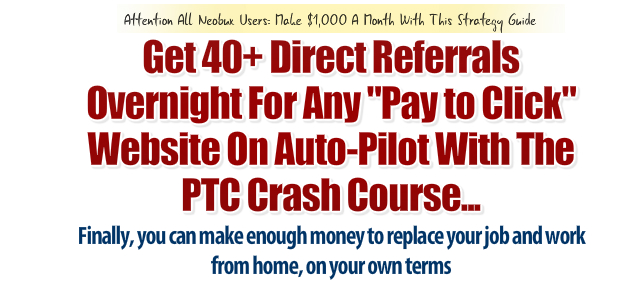 Attention All Neobux Users: Make $1,000 A Month With This Strategy Guide
Get 40+ Direct Referrals
Overnight For Any "Pay to Click"
Website On Auto-Pilot With The
PTC Crash Course...
Finally, you can make enough money to replace your job and work
from home, on your own terms